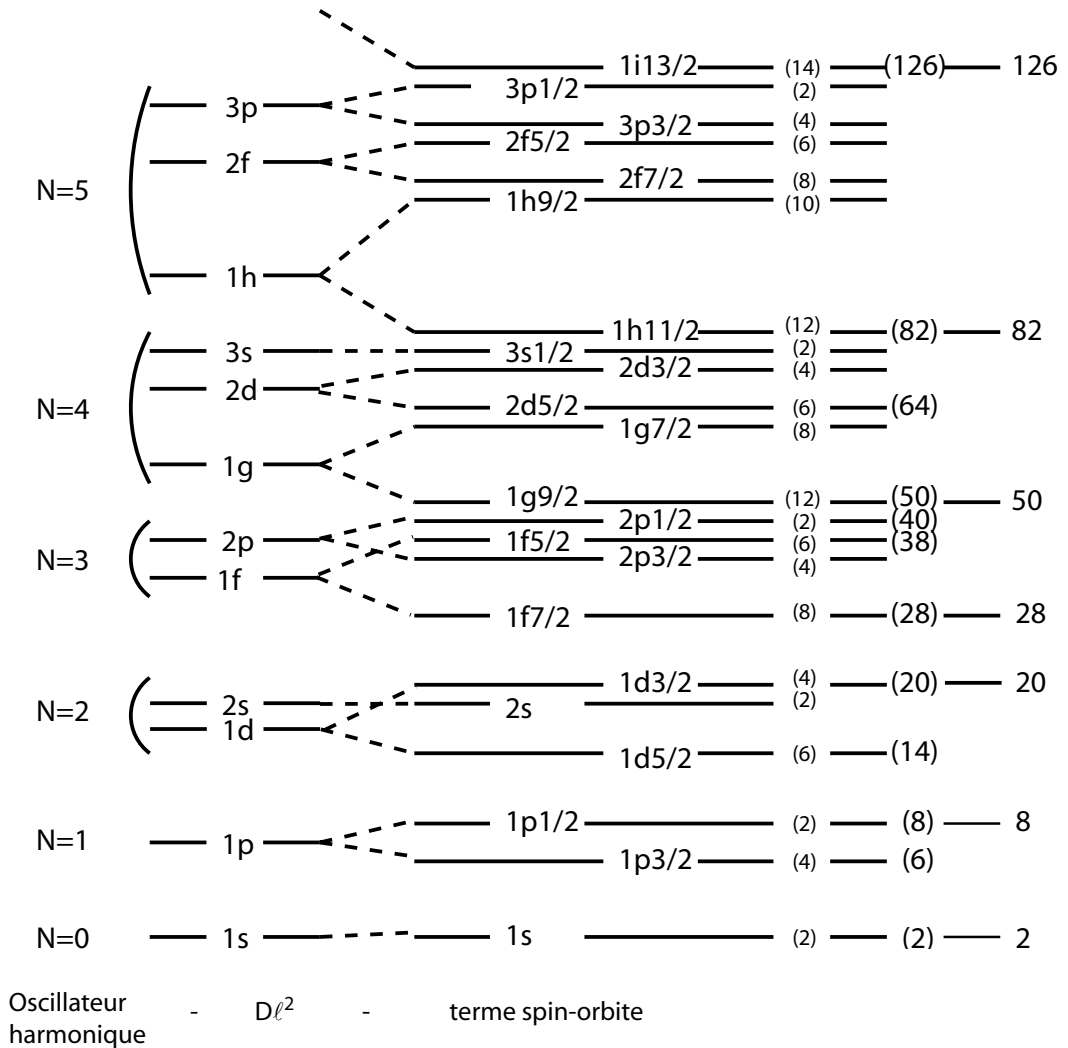 1i13/2 (14) (126) 126
3p1/2 (2)
3p
3p3/2 (4)
2f5/2 (6)
2f
2f7/2 (8)
N=5
1h9/2 (10)
1h
1h11/2 (12) (82) 82
3s 3s1/2 (2)
2d3/2 (4)
2d
N=4 2d5/2 (6) (64)
1g7/2 (8)
1g
1g9/2 (12) (50) 50
2p1/2 (2) (40)
2p 1f5/2 (6) (38)
N=3 2p3/2 (4)
1f
1f7/2 (8) (28) 28
1d3/2 (4) (20) 20
N=2 2s 2s (2)
1d
1d5/2 (6) (14)
1p1/2 (2) (8) 8
N=1 1p
1p3/2 (4) (6)
N=0 1s 1s (2) (2) 2
Oscillateur
harmonique - Dℓ² - terme spin-orbite